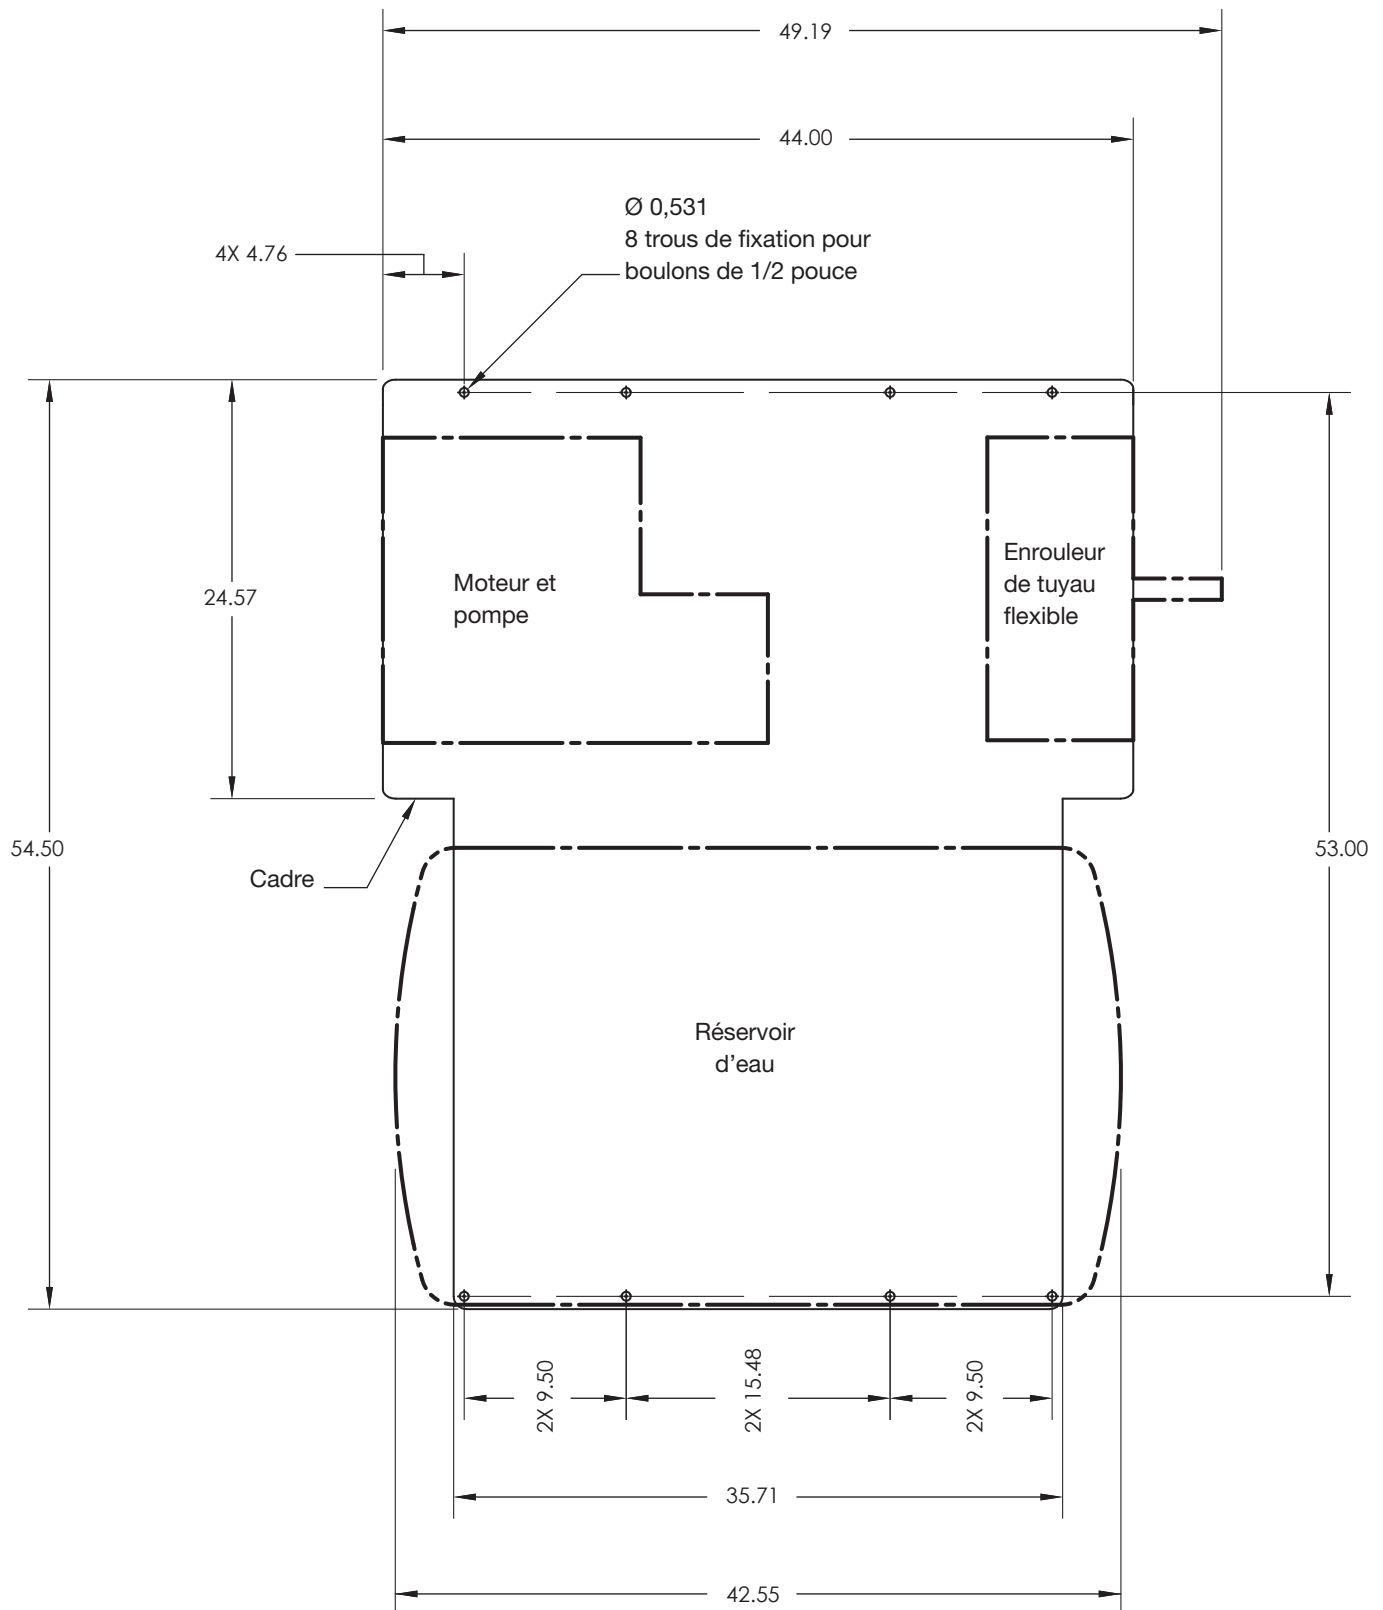 49.19
44.00
Ø 0,531
8 trous de fixation pour
boulons de 1/2 pouce
4X 4.76
Moteur et
pompe
Enrouleur
de tuyau
flexible
24.57
54.50
53.00
Cadre
Réservoir
d’eau
2X 9.50
2X 15.48
2X 9.50
35.71
42.55